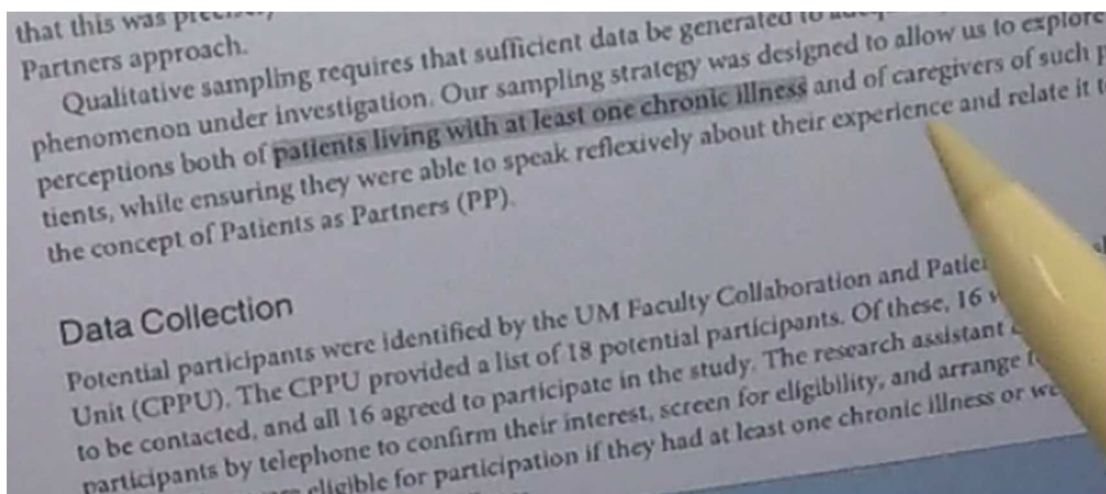 that this was
Partners approach.
Qualitative sampling requires that sufficient data be generated to
phenomenon under investigation. Our sampling strategy was designed to allow us to explore
perceptions both of patients living with at least one chronic illness and of caregivers of such
tients, while ensuring they were able to speak reflexively about their experience and relate it
the concept of Patients as Partners (PP).
Data Collection
Potential participants were identified by the UM Faculty Collaboration and
Unit (CPPU). The CPPU provided a list of 18 potential participants. Of these, 16
to be contacted, and all 16 agreed to participate in the study. The research assistant
participants by telephone to confirm their interest, screen for eligibility, and arrange
eligible for participation if they had at least one chronic illness or